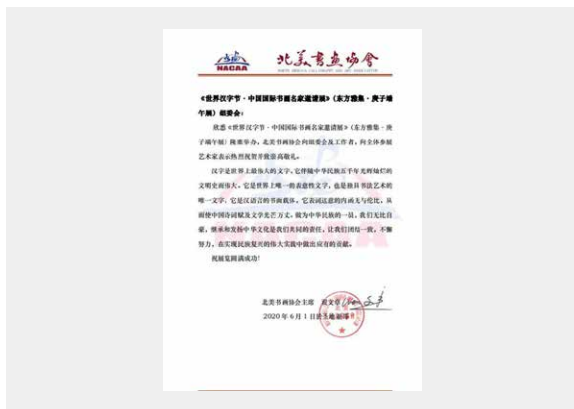 NACAA
北美书画协會
《世界汉字节·中国国际书画名家邀请展》(东方雅集·庚子端
午展)组委会:
欣悉《世界汉字节·中国国际书画名家邀请展》(东方雅集·庚
子端午展)隆重举办,北美书画协会向组委会及工作者,向全体参展
艺术家表示热烈祝贺并致崇高敬礼。
汉字是世界上最伟大的文字,它伴随中华民族五千年光辉灿烂的
文明史而伟大。它是世界上唯一的表意性文字,也是独具书法艺术的
唯一文字,它是汉语言的书面载体。它表词达意的内涵无与伦比,从
而使中国诗词赋及文学光芒万丈。做为中华民族的一员,我们无比自
豪。继承和发扬中华文化是我们共同的责任,让我们团结一致,不懈
努力,在实现民族复兴的伟大实践中做出应有的贡献。
祝展览圆满成功!
北美书画协会主席 黄文章
2020年6月1日于